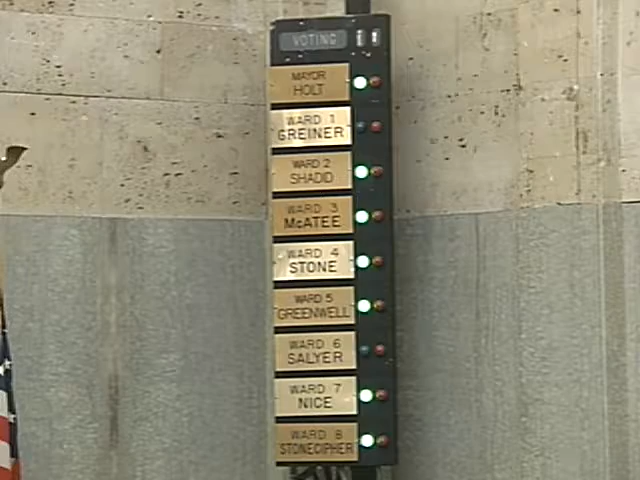 VOTING
MAYOR
HOLT
WARD 1
GREINER
WARD 2
SHADID
WARD 3
McATEE
WARD 4
STONE
WARD 5
GREENWELL
WARD 6
SALYER
WARD 7
NICE
WARD 8
STONECIPHER